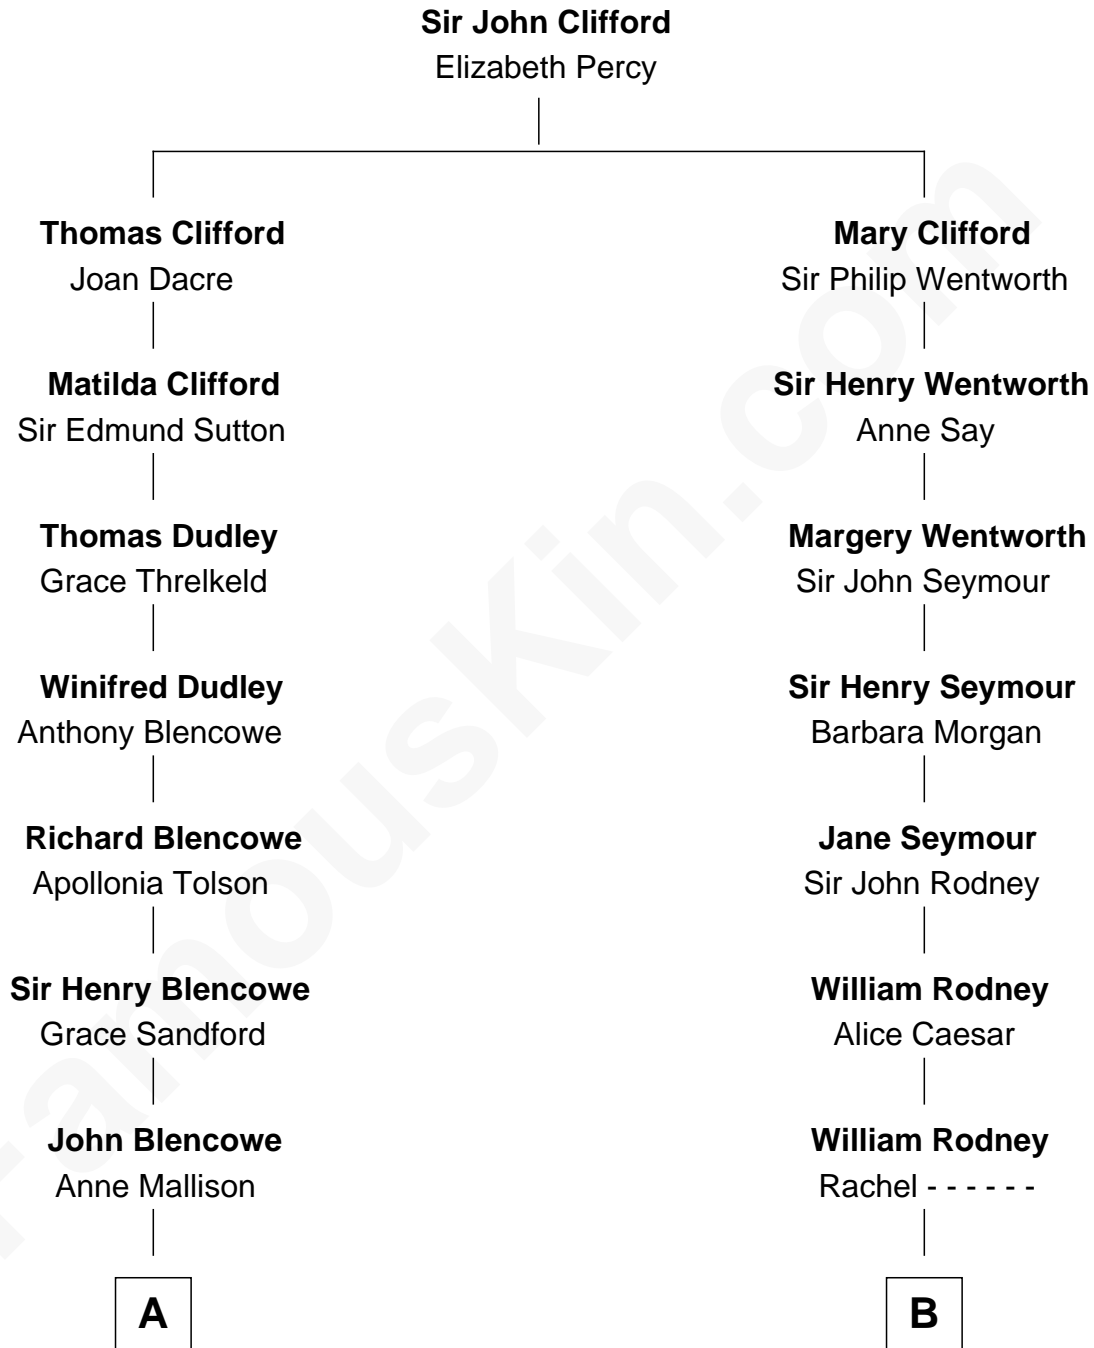 Sir John Clifford
Elizabeth Percy
Thomas Clifford
Joan Dacre
Mary Clifford
Sir Philip Wentworth
Matilda Clifford
Sir Edmund Sutton
Sir Henry Wentworth
Anne Say
Thomas Dudley
Grace Threlkeld
Margery Wentworth
Sir John Seymour
Winifred Dudley
Anthony Blencowe
Sir Henry Seymour
Barbara Morgan
Richard Blencowe
Apollonia Tolson
Jane Seymour
Sir John Rodney
Sir Henry Blencowe
Grace Sandford
William Rodney
Alice Caesar
John Blencowe
Anne Mallison
William Rodney
Rachel - - - - - -
A
B
FamousKin.com